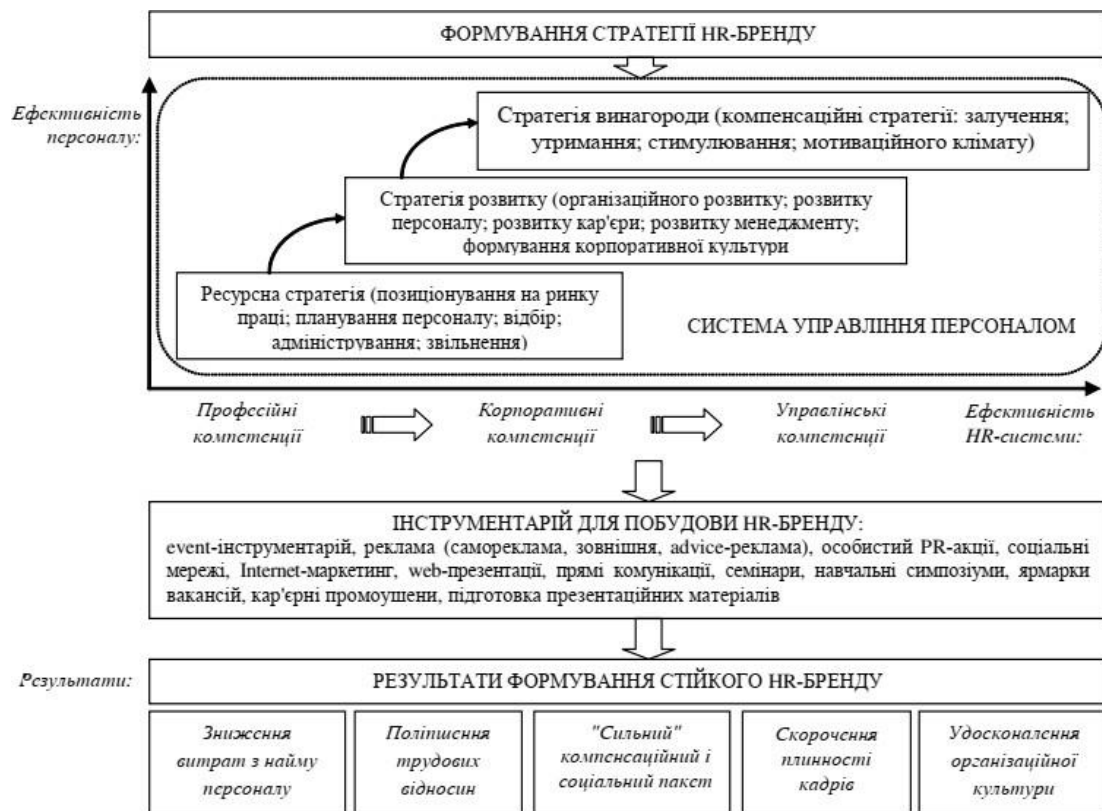 ФОРМУВАННЯ СТРАТЕГІЇ HR-БРЕНДУ
Ефективність
персоналу:
Стратегія винагороди (компенсаційні стратегії: залучення;
утримання; стимулювання; мотиваційного клімату)
Стратегія розвитку (організаційного розвитку; розвитку
персоналу; розвитку кар'єри; розвитку менеджменту;
формування корпоративної культури
Ресурсна стратегія (позиціонування на ринку
праці; планування персоналу; відбір;
адміністрування; звільнення)
СИСТЕМА УПРАВЛІННЯ ПЕРСОНАЛОМ
Професійні
компетенції
Корпоративні
компетенції
Управлінські
компетенції
Ефективність
HR-системи:
ІНСТРУМЕНТАРІЙ ДЛЯ ПОБУДОВИ HR-БРЕНДУ:
event-інструментарій, реклама (самореклама, зовнішня, advice-реклама), особистий PR-акції, соціальні
мережі, Internet-маркетинг, web-презентації, прямі комунікації, семінари, навчальні симпозіуми, ярмарки
вакансій, кар'єрні промоушени, підготовка презентаційних матеріалів
Результати:
РЕЗУЛЬТАТИ ФОРМУВАННЯ СТІЙКОГО HR-БРЕНДУ
Зниження
витрат з найму
персоналу
Поліпшення
трудових
відносин
"Сильний"
компенсаційний і
соціальний пакет
Скорочення
плинності
кадрів
Удосконалення
організаційної
культури